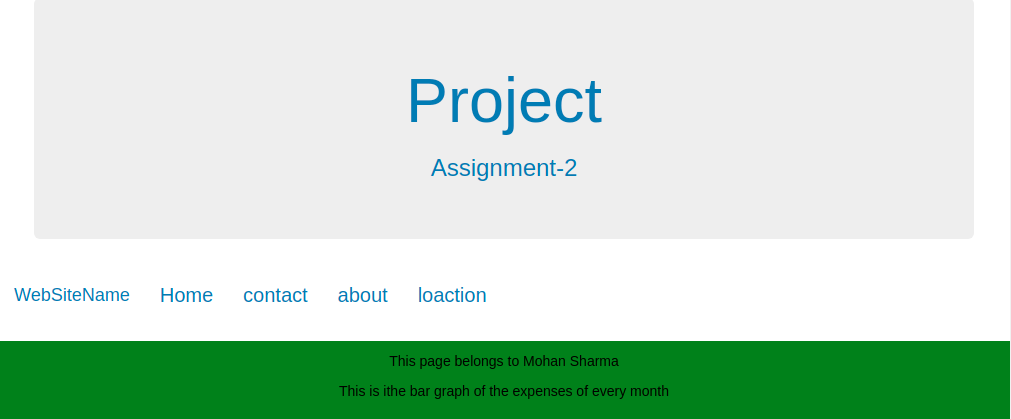 Project
Assignment-2
WebSiteName Home contact about loaction
This page belongs to Mohan Sharma
This is ithe bar graph of the expenses of every month